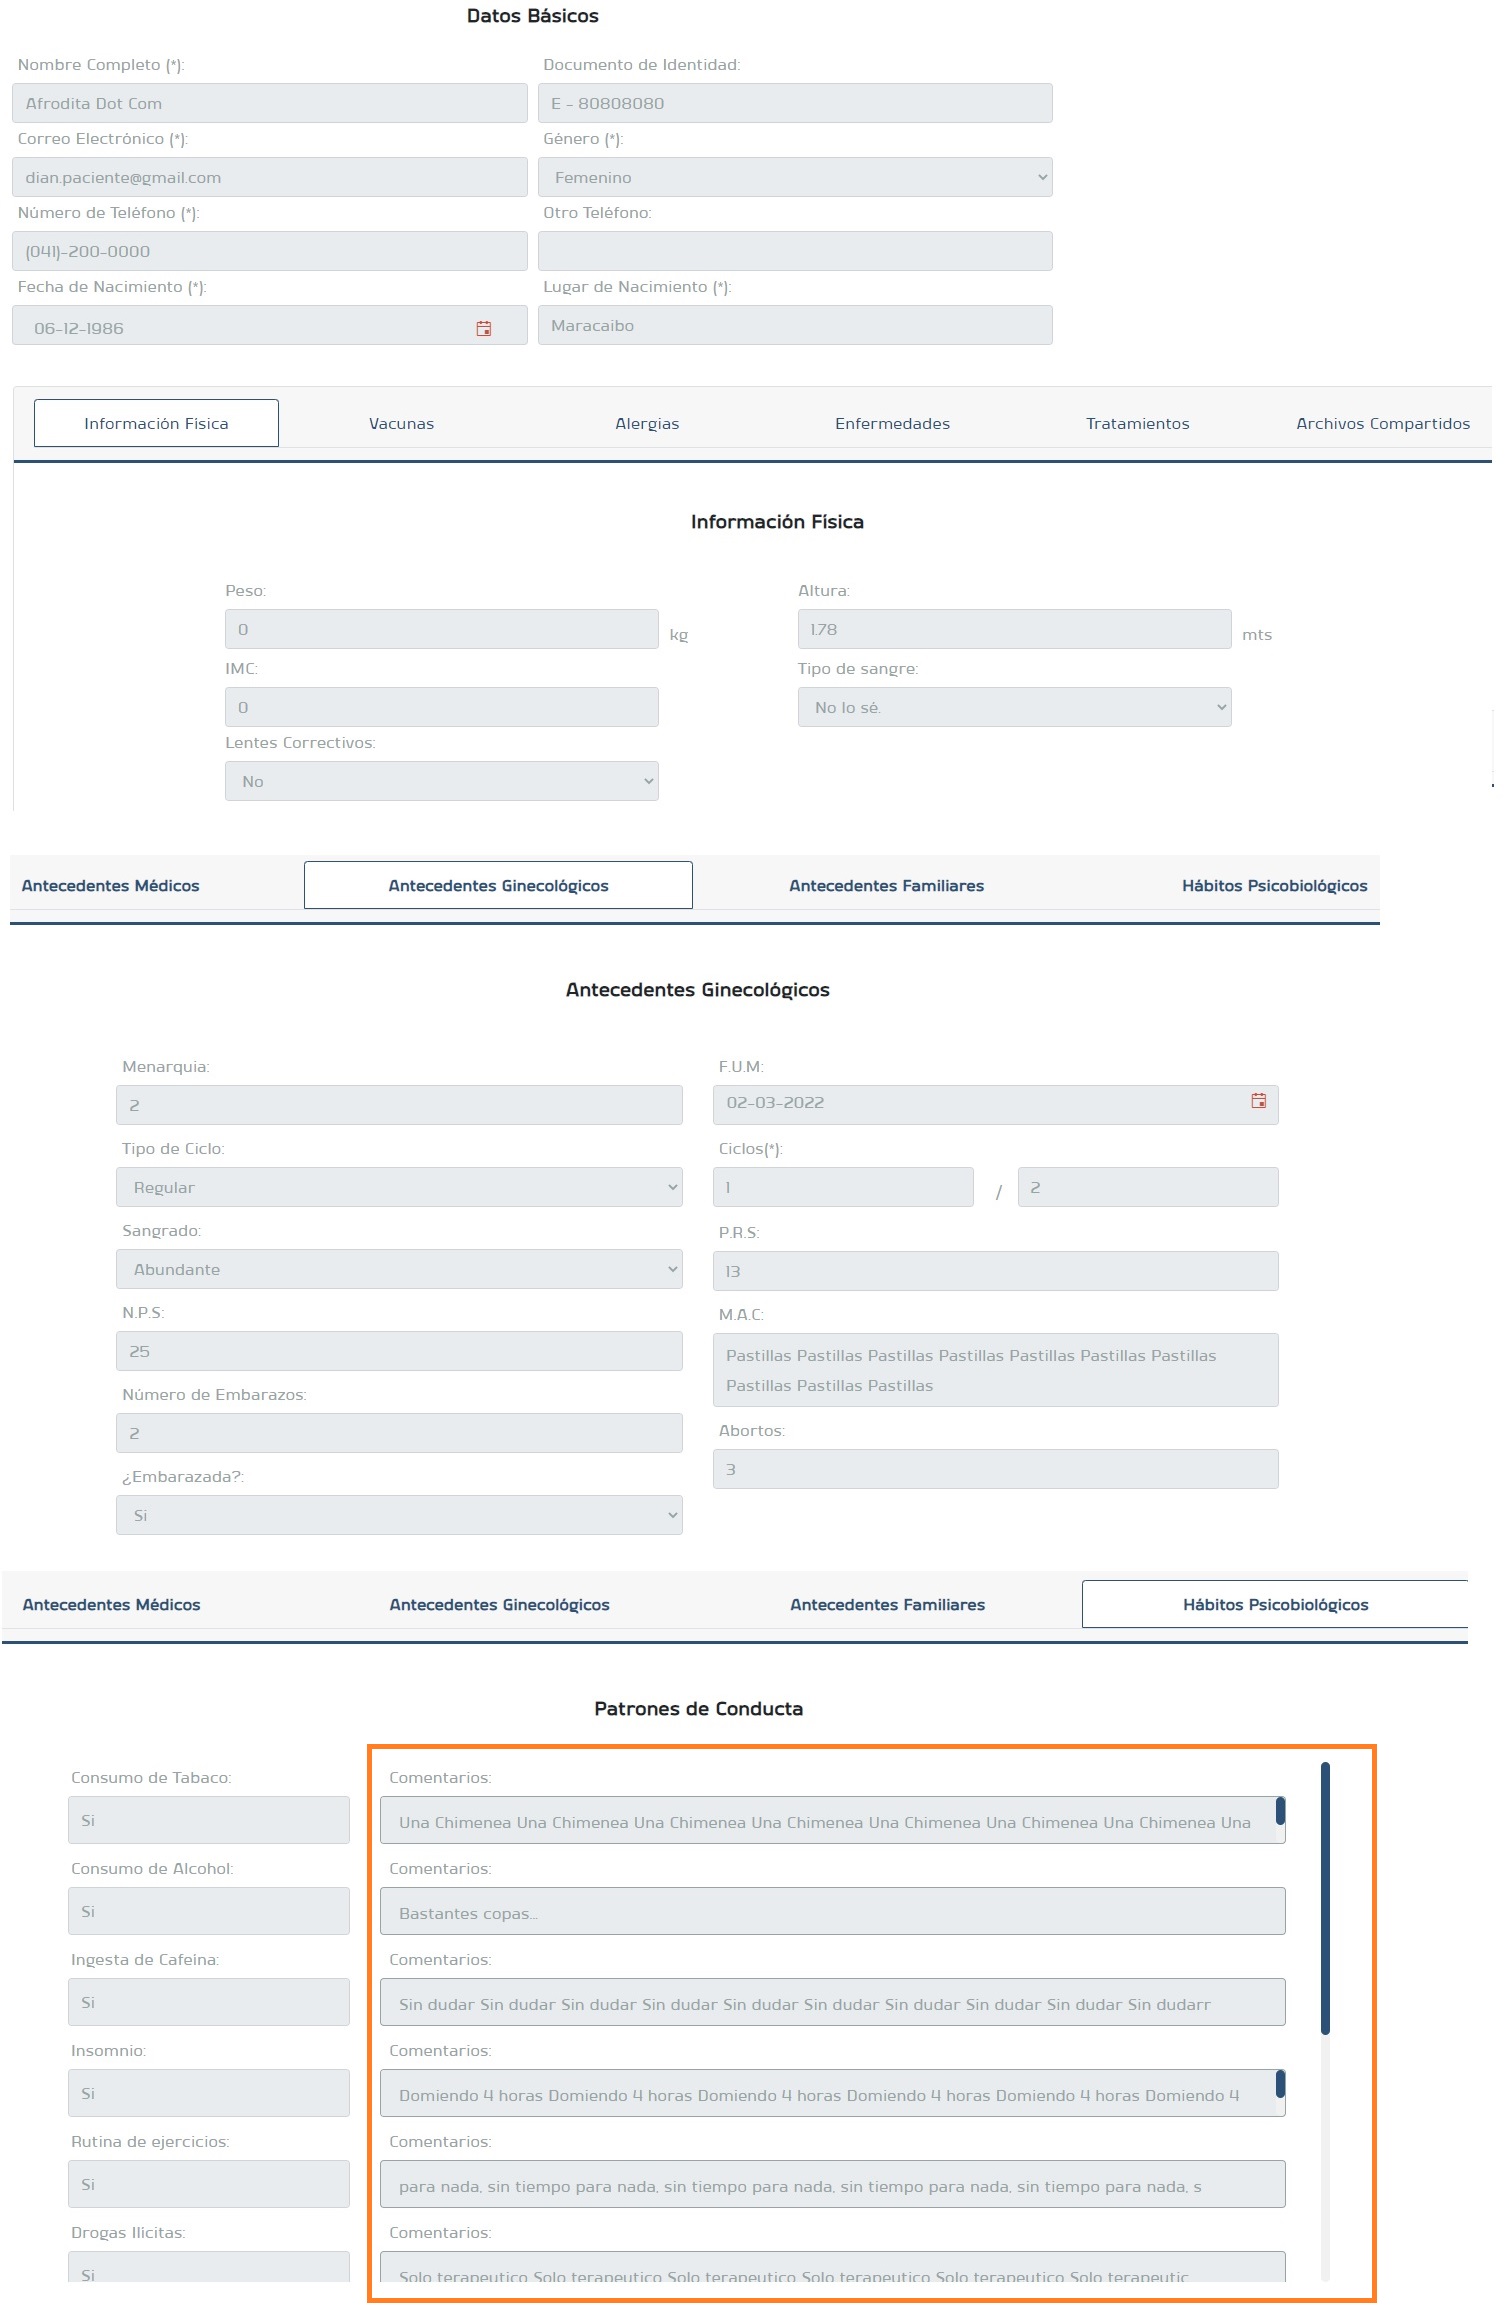 Datos Básicos
Nombre Completo (*): Documento de Identidad:
Afrodita Dot Com E - 80808080
Correo Electrónico (*): Género (*):
dian.paciente@gmail.com Femenino
Número de Teléfono (*): Otro Teléfono:
(041)-200-0000
Fecha de Nacimiento (*): Lugar de Nacimiento (*):
06-12-1986 Maracaibo
Información Física Vacunas Alergias Enfermedades Tratamientos Archivos Compartidos
Información Física
Peso: Altura:
0 kg 1.78 mts
IMC: Tipo de sangre:
0 No lo sé.
Lentes Correctivos:
No
Antecedentes Médicos Antecedentes Ginecológicos Antecedentes Familiares Hábitos Psicobiológicos
Antecedentes Ginecológicos
Menarquía: F.U.M:
2 02-03-2022
Tipo de Ciclo: Ciclos(*):
Regular 1 / 2
Sangrado: P.R.S:
Abundante 13
N.P.S: M.A.C:
25 Pastillas Pastillas Pastillas Pastillas Pastillas Pastillas Pastillas
Pastillas Pastillas Pastillas
Número de Embarazos: Abortos:
2 3
¿Embarazada?:
Si
Antecedentes Médicos Antecedentes Ginecológicos Antecedentes Familiares Hábitos Psicobiológicos
Patrones de Conducta
Consumo de Tabaco: Comentarios:
Si Una Chimenea Una Chimenea Una Chimenea Una Chimenea Una Chimenea Una Chimenea Una Chimenea Una
Consumo de Alcohol: Comentarios:
Si Bastantes copas...
Ingesta de Cafeína: Comentarios:
Si Sin dudar Sin dudar Sin dudar Sin dudar Sin dudar Sin dudar Sin dudar Sin dudar Sin dudar Sin dudarr
Insomnio: Comentarios:
Si Domiendo 4 horas Domiendo 4 horas Domiendo 4 horas Domiendo 4 horas Domiendo 4 horas Domiendo 4
Rutina de ejercicios: Comentarios:
Si para nada, sin tiempo para nada, sin tiempo para nada, sin tiempo para nada, sin tiempo para nada, s
Drogas Ilícitas: Comentarios:
Si Solo terapeutico Solo terapeutico Solo terapeutico Solo terapeutico Solo terapeutico Solo terapeutic